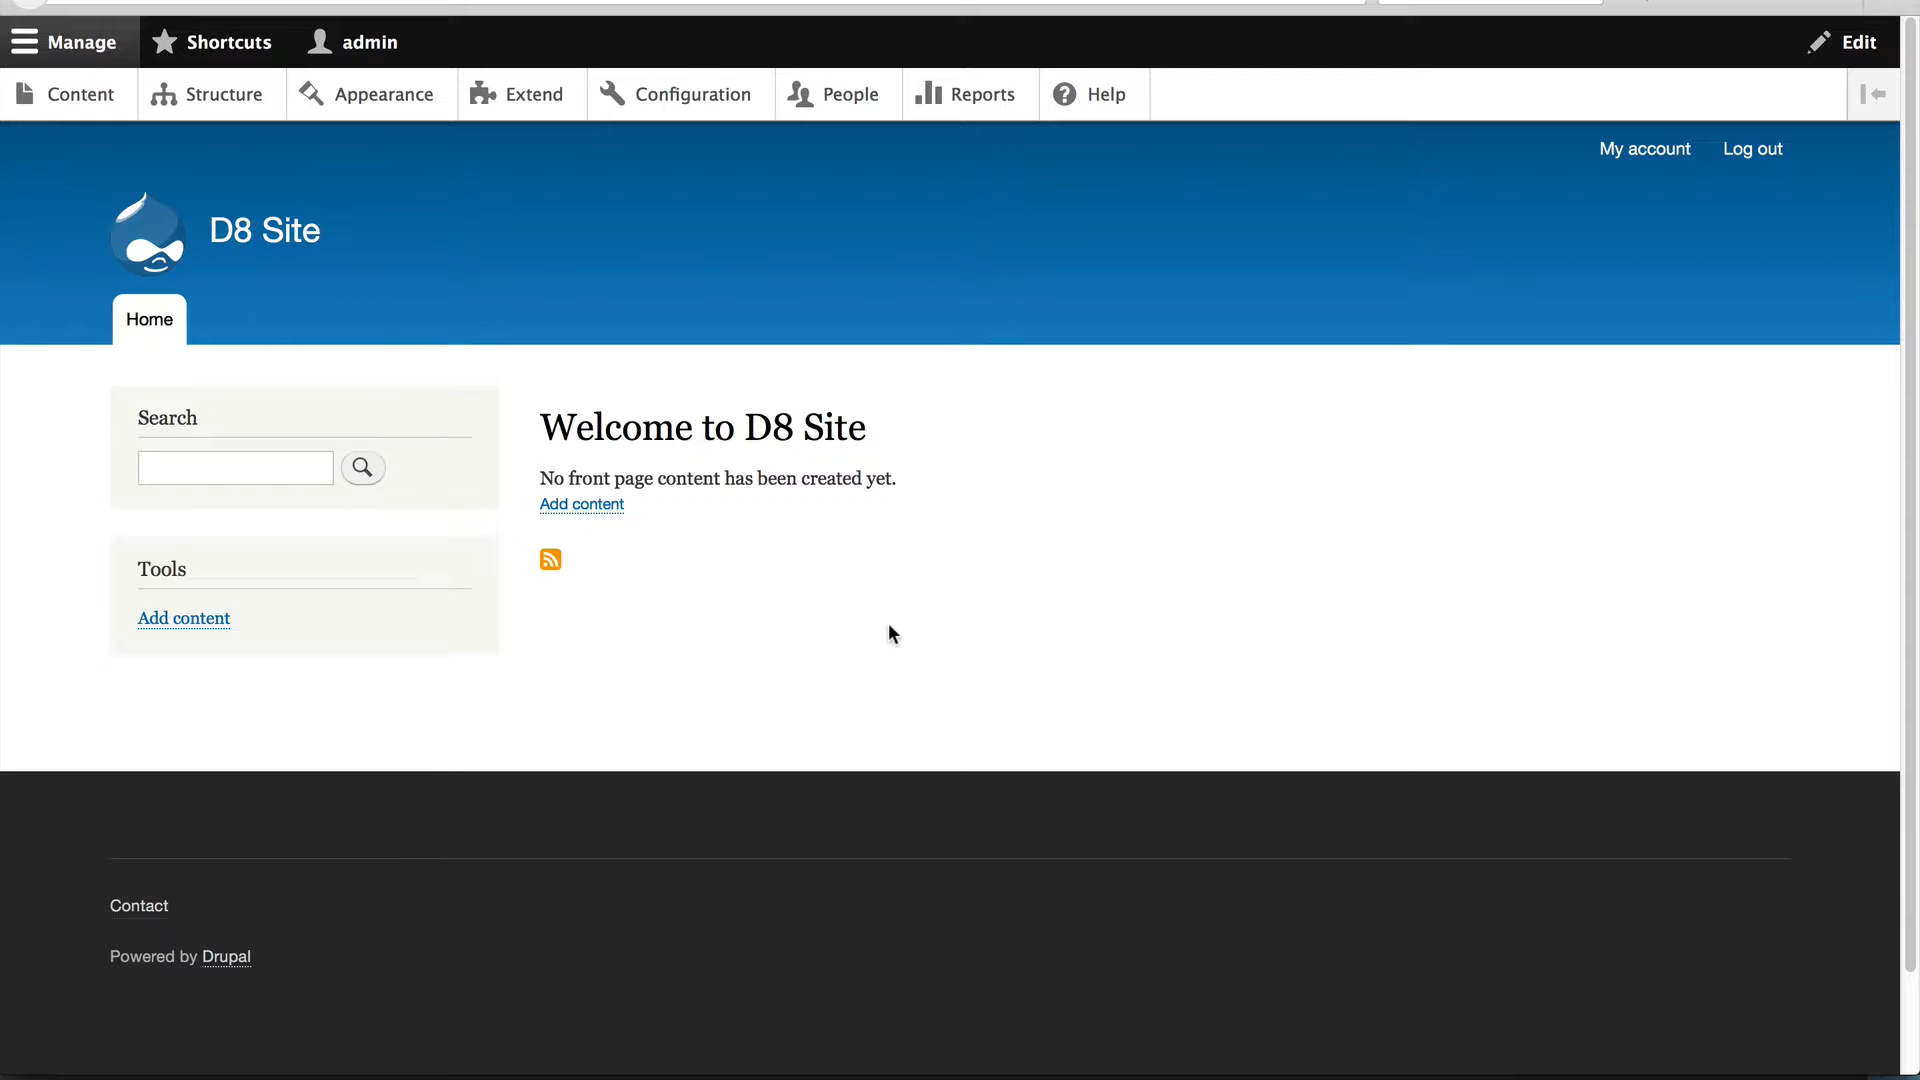 Manage Shortcuts admin Edit
Content Structure Appearance Extend Configuration People Reports Help
My account Log out
D8 Site
Home
Search
Welcome to D8 Site
No front page content has been created yet.
Add content
Tools
Add content
Contact
Powered by Drupal